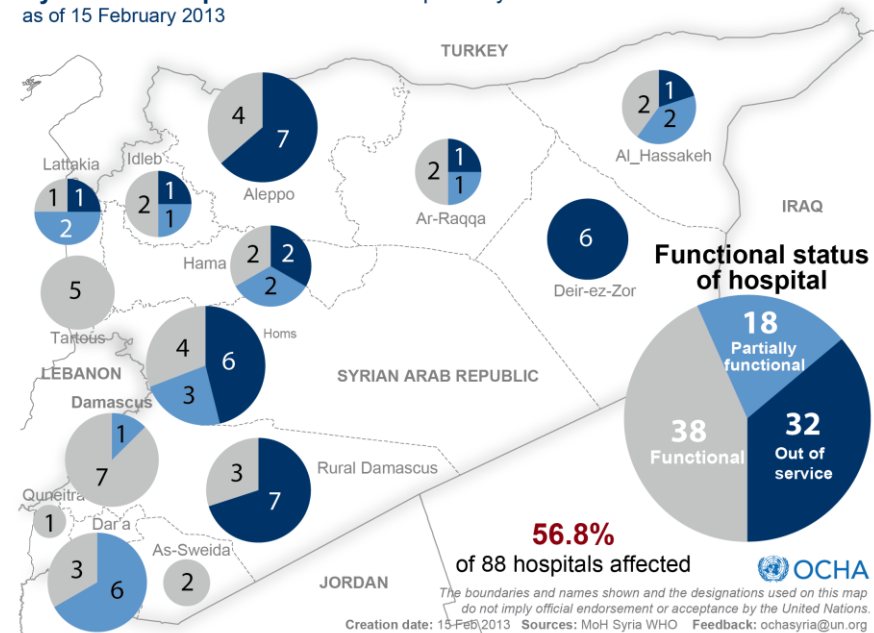 as of 15 February 2013
TURKEY
4
7
Aleppo
2
1
2
Al_Hassakeh
Lattakia
1
1
2
Idleb
2
1
1
2
1
1
Ar-Raqqa
IRAQ
6
Deir-ez-Zor
Hama
2
2
2
5
Tartous
Homs
4
6
3
LEBANON
SYRIAN ARAB REPUBLIC
Functional status
of hospital
18
Partially
functional
38
Functional
32
Out of
service
Damascus
1
7
3
7
Rural Damascus
Quneitra
1
Dar'a
3
6
As-Sweida
2
JORDAN
56.8%
of 88 hospitals affected
OCHA
The boundaries and names shown and the designations used on this map
do not imply official endorsement or acceptance by the United Nations.
Creation date: 15 Feb 2013 Sources: MoH Syria WHO Feedback: ochasyria@un.org